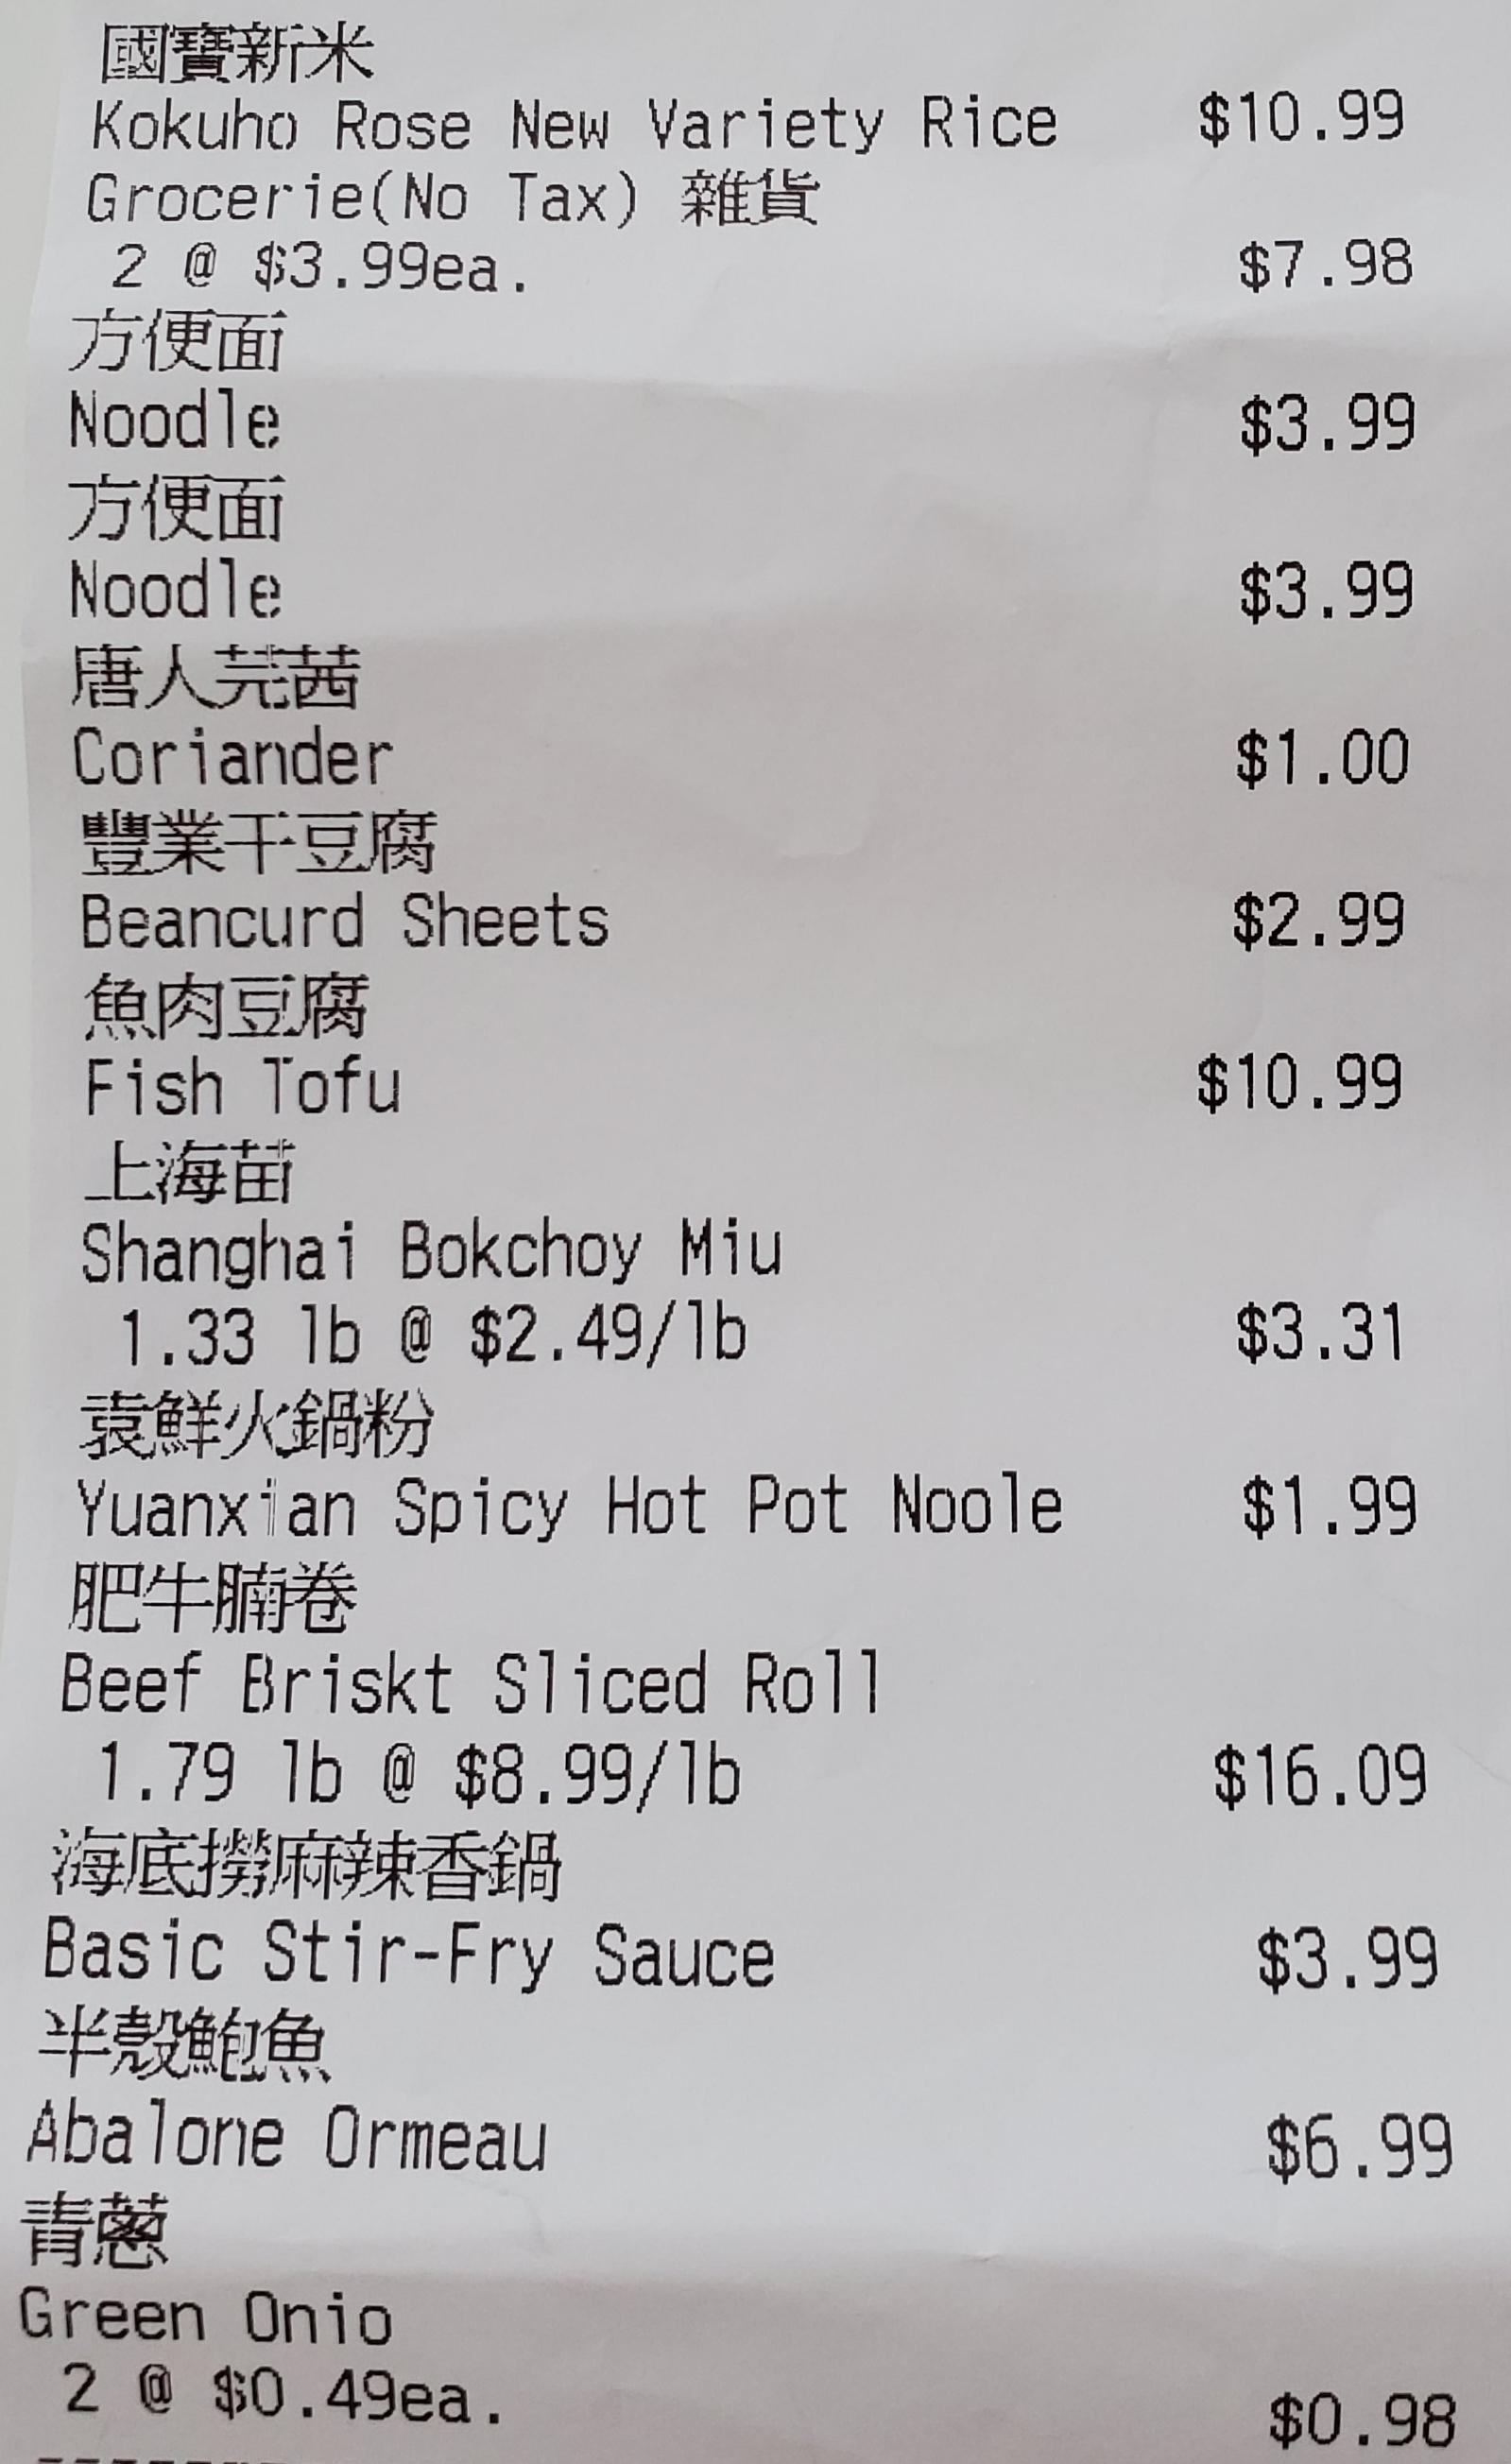 國寶新米
Kokuho Rose New Variety Rice $10.99
Grocerie(No Tax) 雜貨
2 @ $3.99ea. $7.98
方便面
Noodle $3.99
方便面
Noodle $3.99
唐人芫茜
Coriander $1.00
豐業干豆腐
Beancurd Sheets $2.99
魚肉豆腐
Fish Tofu $10.99
上海苗
Shanghai Bokchoy Miu
1.33 lb @ $2.49/lb $3.31
袁鮮火鍋粉
Yuanxian Spicy Hot Pot Noole $1.99
肥牛腩卷
Beef Briskt Sliced Roll
1.79 lb @ $8.99/lb $16.09
海底撈麻辣香鍋
Basic Stir-Fry Sauce $3.99
半殼鮑魚
Abalone Ormeau $6.99
青蔥
Green Onio
2 @ $0.49ea. $0.98